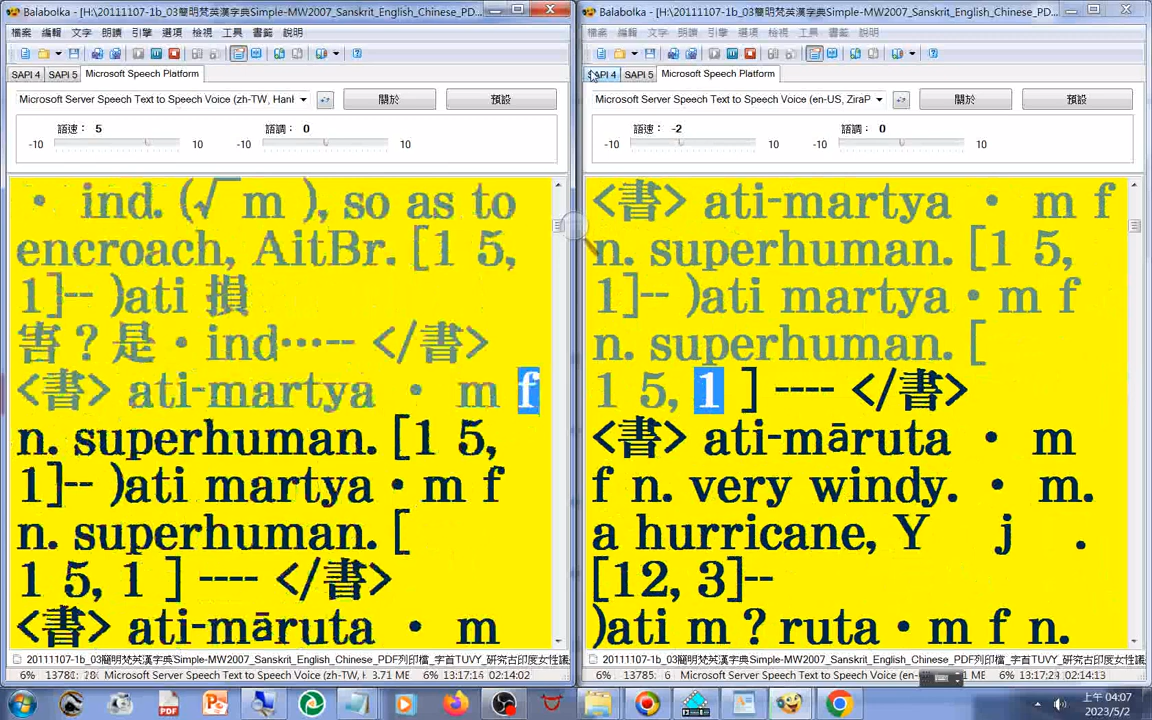 Balabolka - [H:\20111107-1b_03簡明梵英漢字典Simple-MW2007_Sanskrit_English_Chinese_PD...
檔案 編輯 文字 朗讀 引擎 選項 檢視 工具 書籤 說明
SAPI 4 SAPI 5 Microsoft Speech Platform
Microsoft Server Speech Text to Speech Voice (zh-TW, Hanl 關於 預設
語速： 5 語調： 0
-10 10 -10 10
• ind. (√ m ), so as to
encroach, AitBr. [1 5,
1]-- )ati 損
害？是 • ind…-- </書>
<書> ati-martya • m f
n. superhuman. [1 5,
1]-- )ati martya • m f
n. superhuman. [
1 5, 1 ] ---- </書>
<書> ati-māruta • m
20111107-1b_03簡明梵英漢字典Simple-MW2007_Sanskrit_English_Chinese_PDF列印檔_字首TUVY_研究古印度女性議
6% 13781: Microsoft Server Speech Text to Speech Voice (zh-TW, H 3.71 ME 6% 13:17:16 02:14:02
Balabolka - [H:\20111107-1b_03簡明梵英漢字典Simple-MW2007_Sanskrit_English_Chinese_PDF...
檔案 編輯 文字 朗讀 引擎 選項 檢視 工具 書籤 說明
SAPI 4 SAPI 5 Microsoft Speech Platform
Microsoft Server Speech Text to Speech Voice (en-US, ZiraP 關於 預設
語速： -2 語調： 0
-10 10 -10 10
<書> ati-martya • m f
n. superhuman. [1 5,
1]-- )ati martya • m f
n. superhuman. [
1 5, 1 ] ---- </書>
<書> ati-māruta • m
f n. very windy. • m.
a hurricane, Y j .
[12, 3]--
)ati m ? ruta • m f n.
20111107-1b_03簡明梵英漢字典Simple-MW2007_Sanskrit_English_Chinese_PDF列印檔_字首TUVY_研究古印度女性議
6% 13785: Microsoft Server Speech Text to Speech Voice (en-U 6% 13:17:24 02:14:13
上午 04:07
2023/5/2